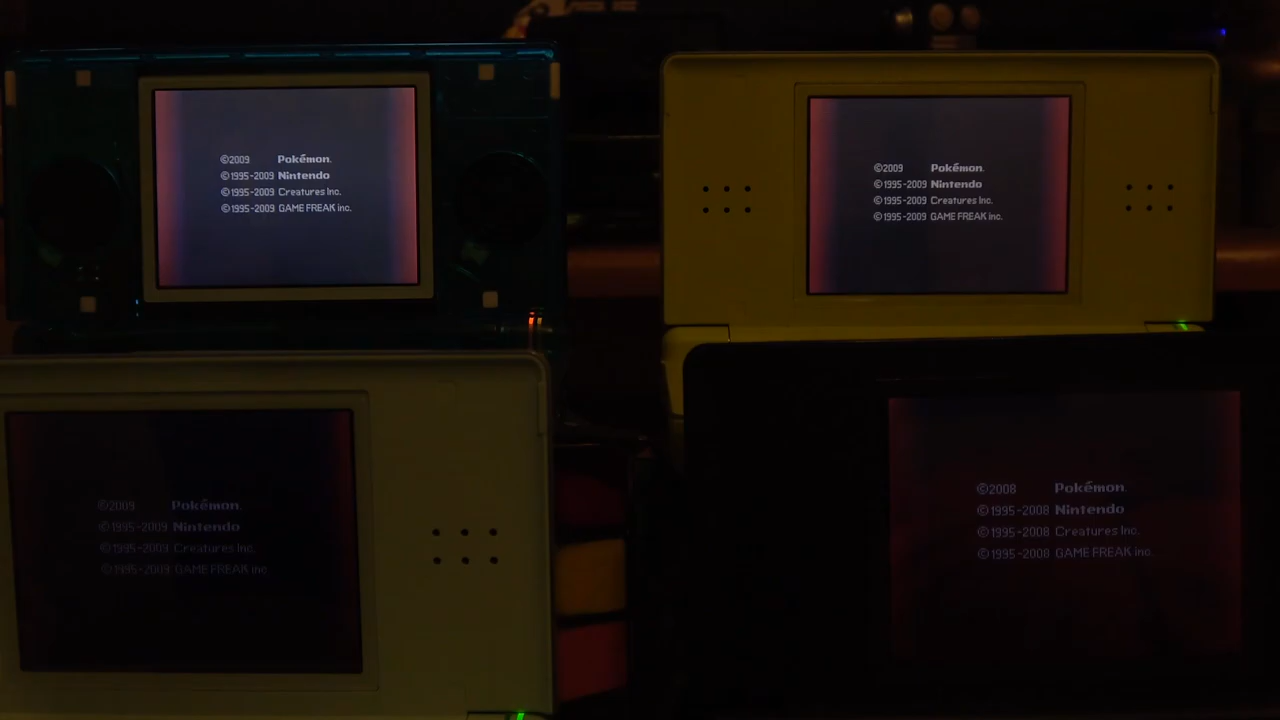 ©2009 Pokémon.
©1995-2009 Nintendo
©1995-2009 Creatures Inc.
©1995-2009 GAME FREAK inc.
©2009 Pokémon.
©1995-2009 Nintendo
©1995-2009 Creatures Inc.
©1995-2009 GAME FREAK inc.
©2009 Pokémon.
©1995-2009 Nintendo
©1995-2009 Creatures Inc.
©1995-2009 GAME FREAK inc.
©2008 Pokémon.
©1995-2008 Nintendo
©1995-2008 Creatures Inc.
©1995-2008 GAME FREAK inc.